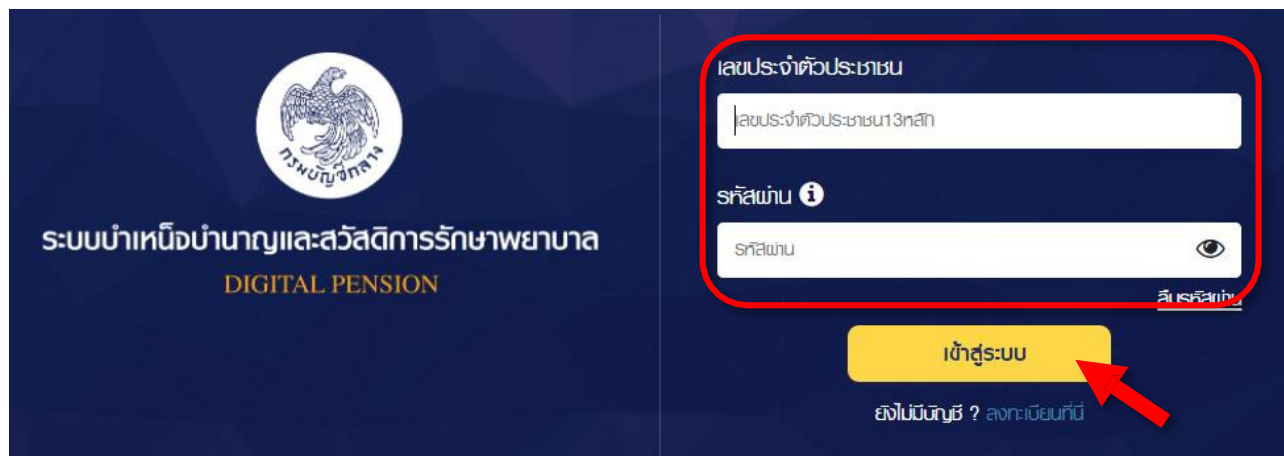 กรมบัญชีกลาง
ระบบบำเหน็จบำนาญและสวัสดิการรักษาพยาบาล
DIGITAL PENSION
เลขประจำตัวประชาชน
เลขประจำตัวประชาชน13หลัก
รหัสผ่าน
รหัสผ่าน
ลืมรหัสผ่าน
เข้าสู่ระบบ
ยังไม่มีบัญชี ? ลงทะเบียนที่นี่